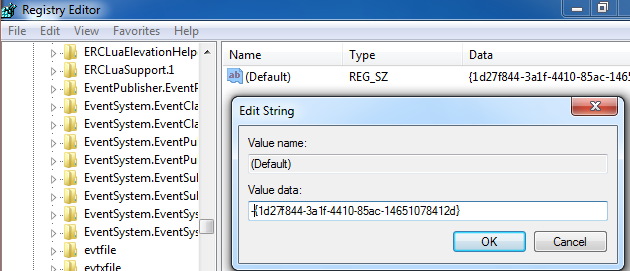 Registry Editor
File Edit View Favorites Help
ERCLuaElevationHelp
ERCLuaSupport.1
EventPublisher.EventP
EventSystem.EventCla
EventSystem.EventCla
EventSystem.EventPu
EventSystem.EventPu
EventSystem.EventSul
EventSystem.EventSul
EventSystem.EventSys
EventSystem.EventSys
evtfile
evtxfile
Name Type Data
ab (Default) REG_SZ {1d27f844-3a1f-4410-85ac-14651
Edit String
Value name:
(Default)
Value data:
-{1d27f844-3a1f-4410-85ac-14651078412d}
OK Cancel